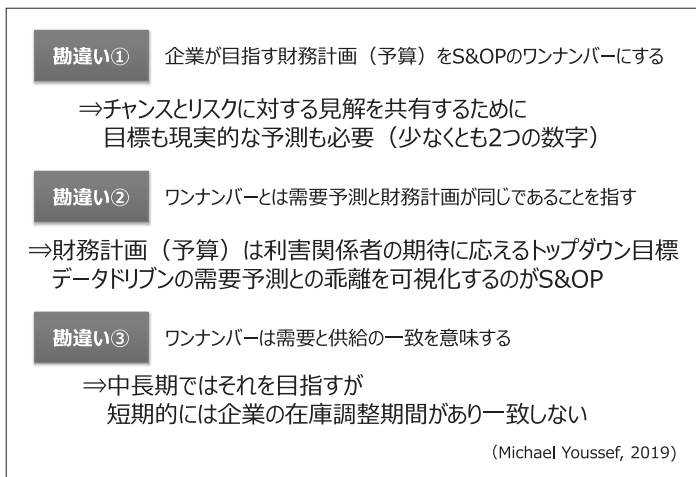 勘違い① 企業が目指す財務計画（予算）をS&OPのワンナンバーにする
⇒チャンスとリスクに対する見解を共有するために
目標も現実的な予測も必要（少なくとも2つの数字）
勘違い② ワンナンバーとは需要予測と財務計画が同じであることを指す
⇒財務計画（予算）は利害関係者の期待に応えるトップダウン目標
データドリブンの需要予測との乖離を可視化するのがS&OP
勘違い③ ワンナンバーは需要と供給の一致を意味する
⇒中長期ではそれを目指すが
短期的には企業の在庫調整期間があり一致しない
（Michael Youssef, 2019)